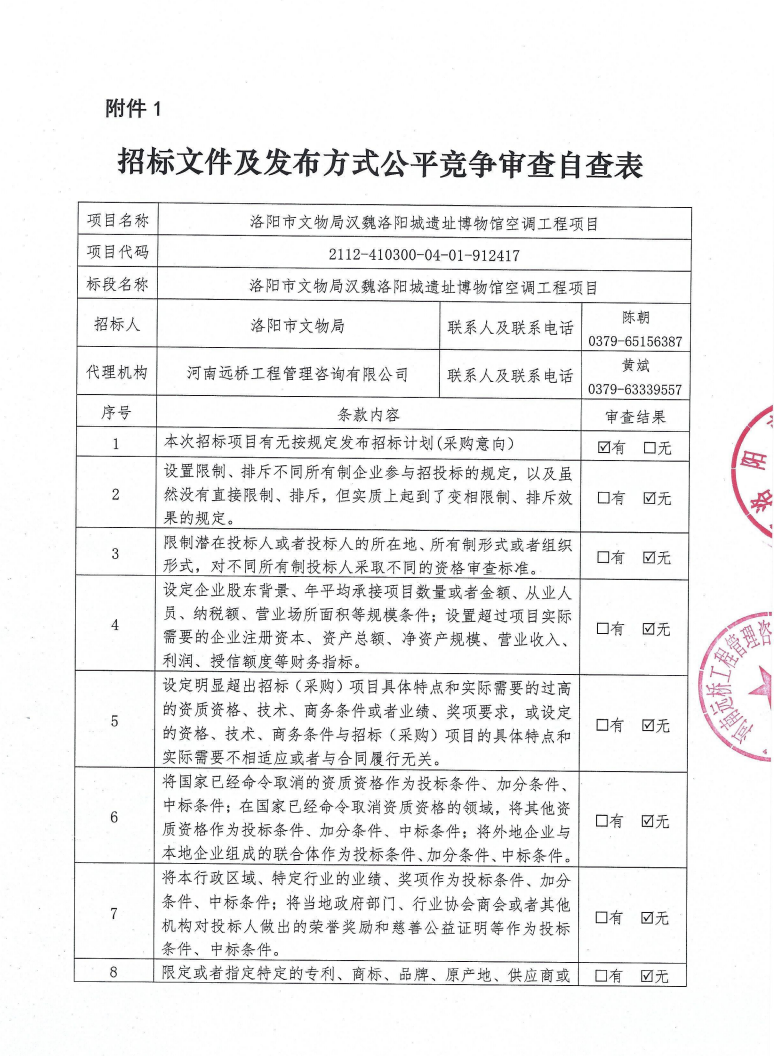 附件 1
招标文件及发布方式公平竞争审查自查表
项目名称 洛阳市文物局汉魏洛阳城遗址博物馆空调工程项目
项目代码 2112-410300-04-01-912417
标段名称 洛阳市文物局汉魏洛阳城遗址博物馆空调工程项目
招标人 洛阳市文物局 联系人及联系电话 陈朝
0379-65156387
代理机构 河南远桥工程管理咨询有限公司 联系人及联系电话 黄斌
0379-63339557
序号 条款内容 审查结果
1 本次招标项目有无按规定发布招标计划(采购意向) ☑有 □无
设置限制、排斥不同所有制企业参与招投标的规定，以及虽
2 然没有直接限制、排斥，但实质上起到了变相限制、排斥效 □有 ☑无
果的规定。
3 限制潜在投标人或者投标人的所在地、所有制形式或者组织 □有 ☑无
形式，对不同所有制投标人采取不同的资格审查标准。
设定企业股东背景、年平均承接项目数量或者金额、从业人
4 员、纳税额、营业场所面积等规模条件；设置超过项目实际 □有 ☑无
需要的企业注册资本、资产总额、净资产规模、营业收入、
利润、授信额度等财务指标。
设定明显超出招标（采购）项目具体特点和实际需要的过高
5 的资质资格、技术、商务条件或者业绩、奖项要求，或设定 □有 ☑无
的资格、技术、商务条件与招标（采购）项目的具体特点和
实际需要不相适应或者与合同履行无关。
将国家已经命令取消的资质资格作为投标条件、加分条件、
6 中标条件；在国家已经命令取消资质资格的领域，将其他资 □有 ☑无
质资格作为投标条件、加分条件、中标条件；将外地企业与
本地企业组成的联合体作为投标条件、加分条件、中标条件。
将本行政区域、特定行业的业绩、奖项作为投标条件、加分
7 条件、中标条件；将当地政府部门、行业协会商会或者其他 □有 ☑无
机构对投标人做出的荣誉奖励和慈善公益证明等作为投标
条件、中标条件。
8 限定或者指定特定的专利、商标、品牌、原产地、供应商或 □有 ☑无
洛阳
河南远桥工程管理咨